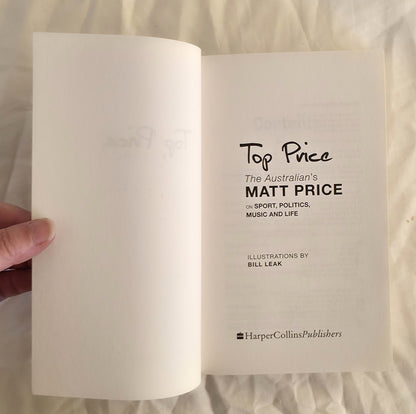 Top Price
The Australian's
MATT PRICE
ON SPORT, POLITICS,
MUSIC AND LIFE
ILLUSTRATIONS BY
BILL LEAK
HarperCollinsPublishers